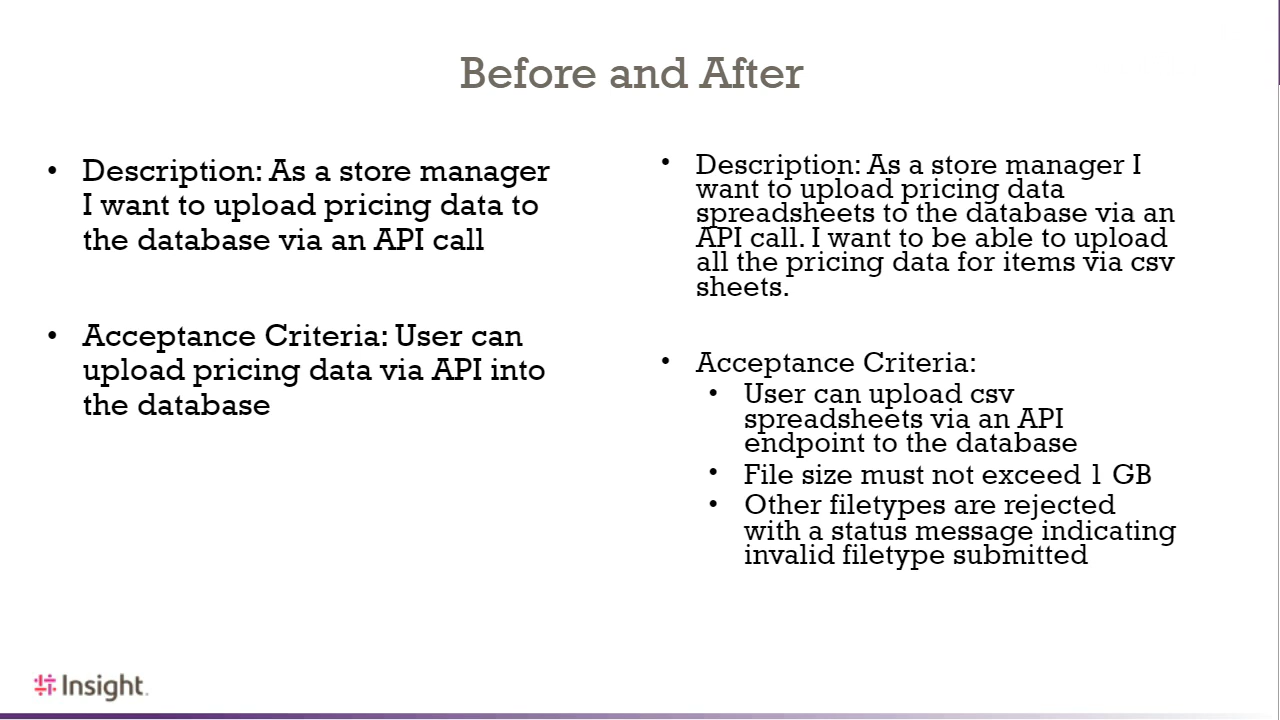 Before and After
• Description: As a store manager
I want to upload pricing data to
the database via an API call
• Acceptance Criteria: User can
upload pricing data via API into
the database
• Description: As a store manager I
want to upload pricing data
spreadsheets to the database via an
API call. I want to be able to upload
all the pricing data for items via csv
sheets.
• Acceptance Criteria:
• User can upload csv
spreadsheets via an API
endpoint to the database
• File size must not exceed 1 GB
• Other filetypes are rejected
with a status message indicating
invalid filetype submitted
Insight.